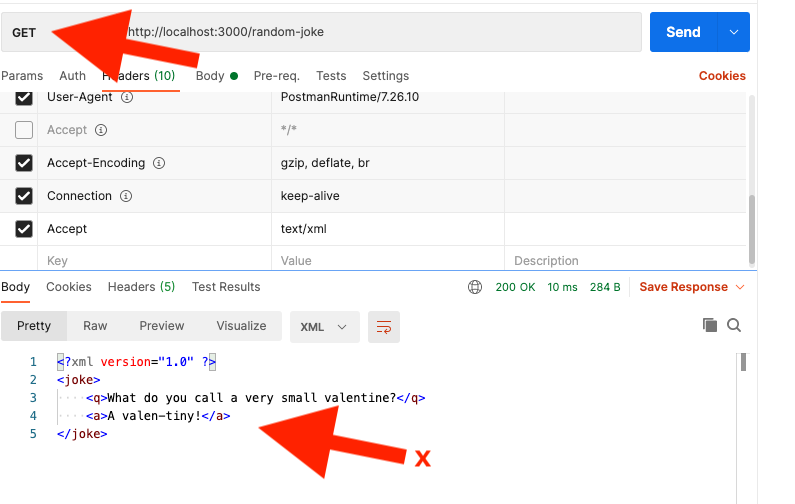 GET http://localhost:3000/random-joke Send
Params Auth Headers (10) Body Pre-req. Tests Settings Cookies
User-Agent PostmanRuntime/7.26.10
Accept */*
Accept-Encoding gzip, deflate, br
Connection keep-alive
Accept text/xml
Key Value Description
Body Cookies Headers (5) Test Results 200 OK 10 ms 284 B Save Response
Pretty Raw Preview Visualize XML
1 <?xml version="1.0" ?>
2 <joke>
3 <q>What do you call a very small valentine?</q>
4 <a>A valen-tiny!</a>
5 </joke>
X